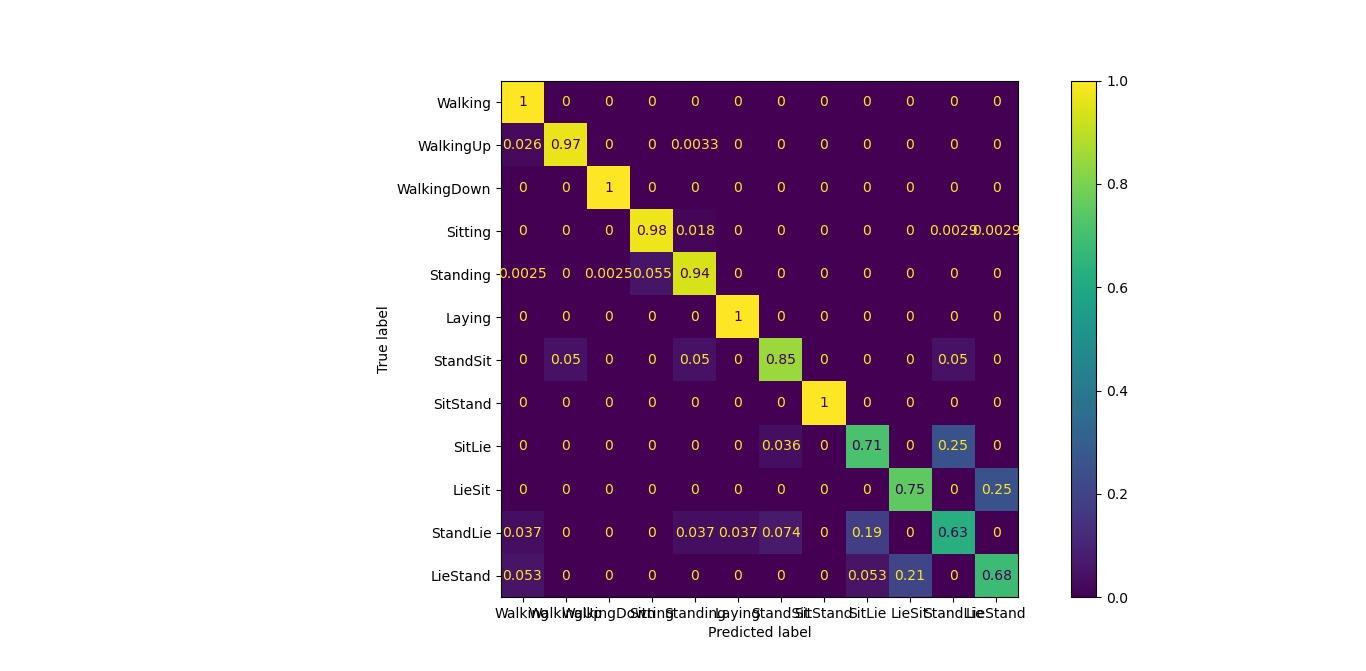 1.0
Walking 1 0 0 0 0 0 0 0 0 0 0 0
WalkingUp 0.026 0.97 0 0 0.0033 0 0 0 0 0 0 0
WalkingDown 0 0 1 0 0 0 0 0 0 0 0 0
0.8
Sitting 0 0 0 0.98 0.018 0 0 0 0 0 0.0029 0.0029
Standing 0.0025 0 0.0025 0.055 0.94 0 0 0 0 0 0 0
0.6
Laying 0 0 0 0 0 1 0 0 0 0 0 0
True label
StandSit 0 0.05 0 0 0.05 0 0.85 0 0 0 0.05 0
0.4
SitStand 0 0 0 0 0 0 0 1 0 0 0 0
SitLie 0 0 0 0 0 0 0.036 0 0.71 0 0.25 0
LieSit 0 0 0 0 0 0 0 0 0 0.75 0 0.25
0.2
StandLie 0.037 0 0 0 0.037 0.037 0.074 0 0.19 0 0.63 0
LieStand 0.053 0 0 0 0 0 0 0 0.053 0.21 0 0.68
0.0
Walking WalkingUp WalkingDown Sitting Standing Laying StandSit SitStand SitLie LieSit StandLie LieStand
Predicted label